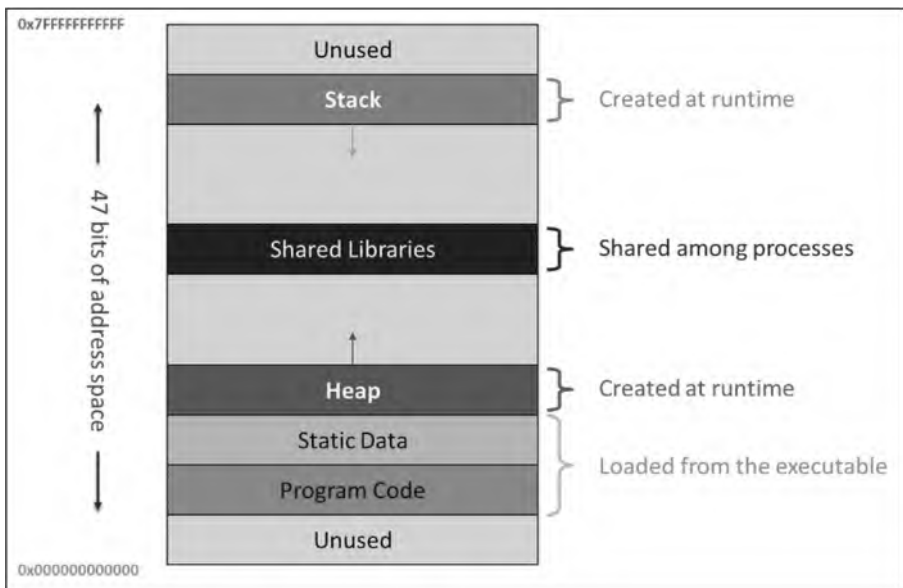 0x7FFFFFFFFFFF
Unused
Stack
Created at runtime
47 bits of address space
Shared Libraries
Shared among processes
Heap
Created at runtime
Static Data
Loaded from the executable
Program Code
Unused
0x000000000000